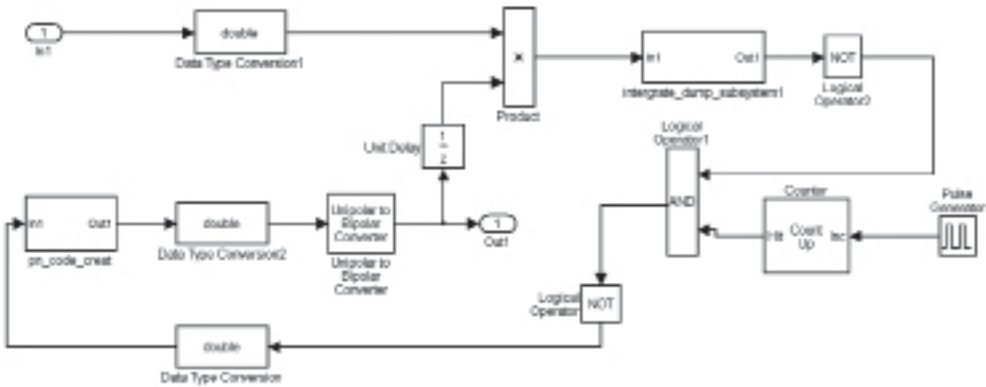 1
In1
double
Data Type Conversion1
×
Product
In1 Out1
intergrate_dump_subsystem1
NOT
Logical
Operator2
Unit Delay
1
z
Logical
Operator1
AND
In1 Out1
pn_code_creat
double
Data Type Conversion2
Unipolar to
Bipolar
Converter
Unipolar to
Bipolar
Converter
1
Out1
Counter
Hit Count
Up Inc
Pulse
Generator
Logical
Operator
NOT
double
Data Type Conversion